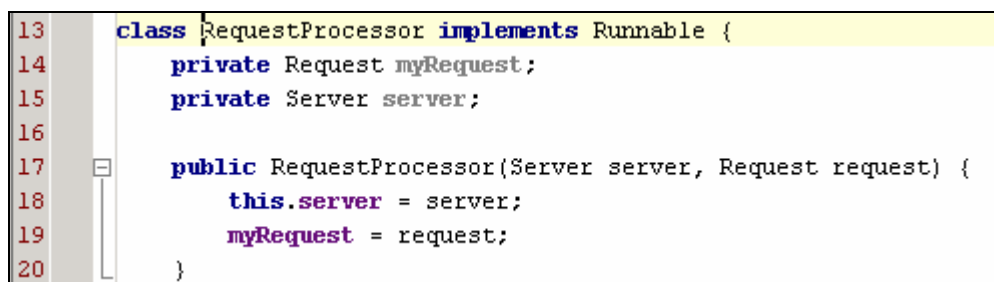 13 class RequestProcessor implements Runnable {
14 private Request myRequest;
15 private Server server;
16
17 public RequestProcessor(Server server, Request request) {
18 this.server = server;
19 myRequest = request;
20 }